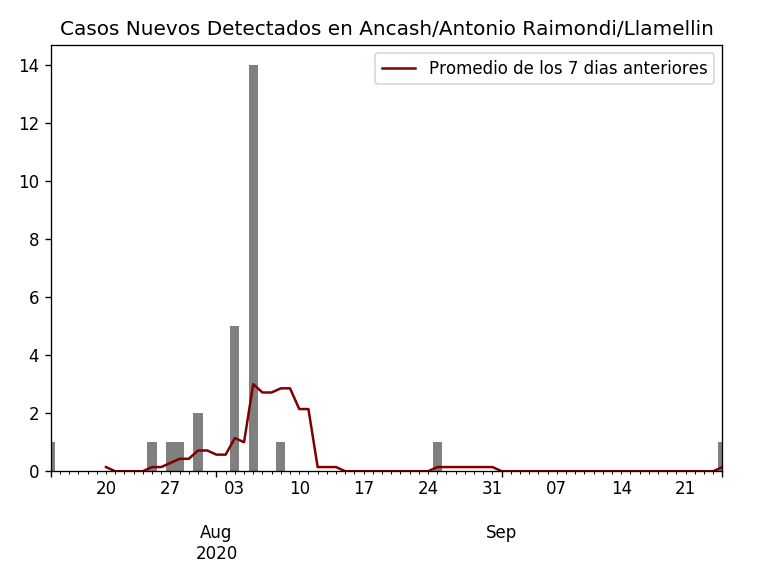 Casos Nuevos Detectados en Ancash/Antonio Raimondi/Llamellin
Promedio de los 7 dias anteriores
14
12
10
8
6
4
2
0
20 27 03 10 17 24 31 07 14 21
Aug Sep
2020